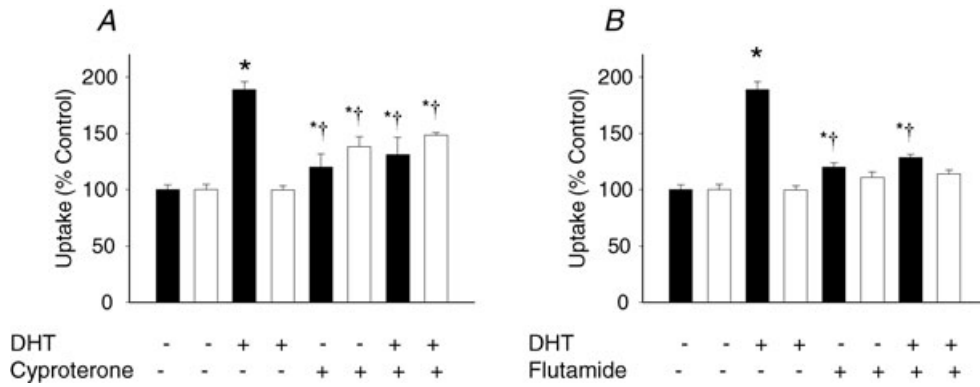 A
Uptake (% Control)
200
150
100
50
0
*
*†
*†
*†
*†
DHT - - + + - - + +
Cyproterone - - - - + + + +
B
Uptake (% Control)
200
150
100
50
0
*
*†
*†
DHT - - + + - - + +
Flutamide - - - - + + + +